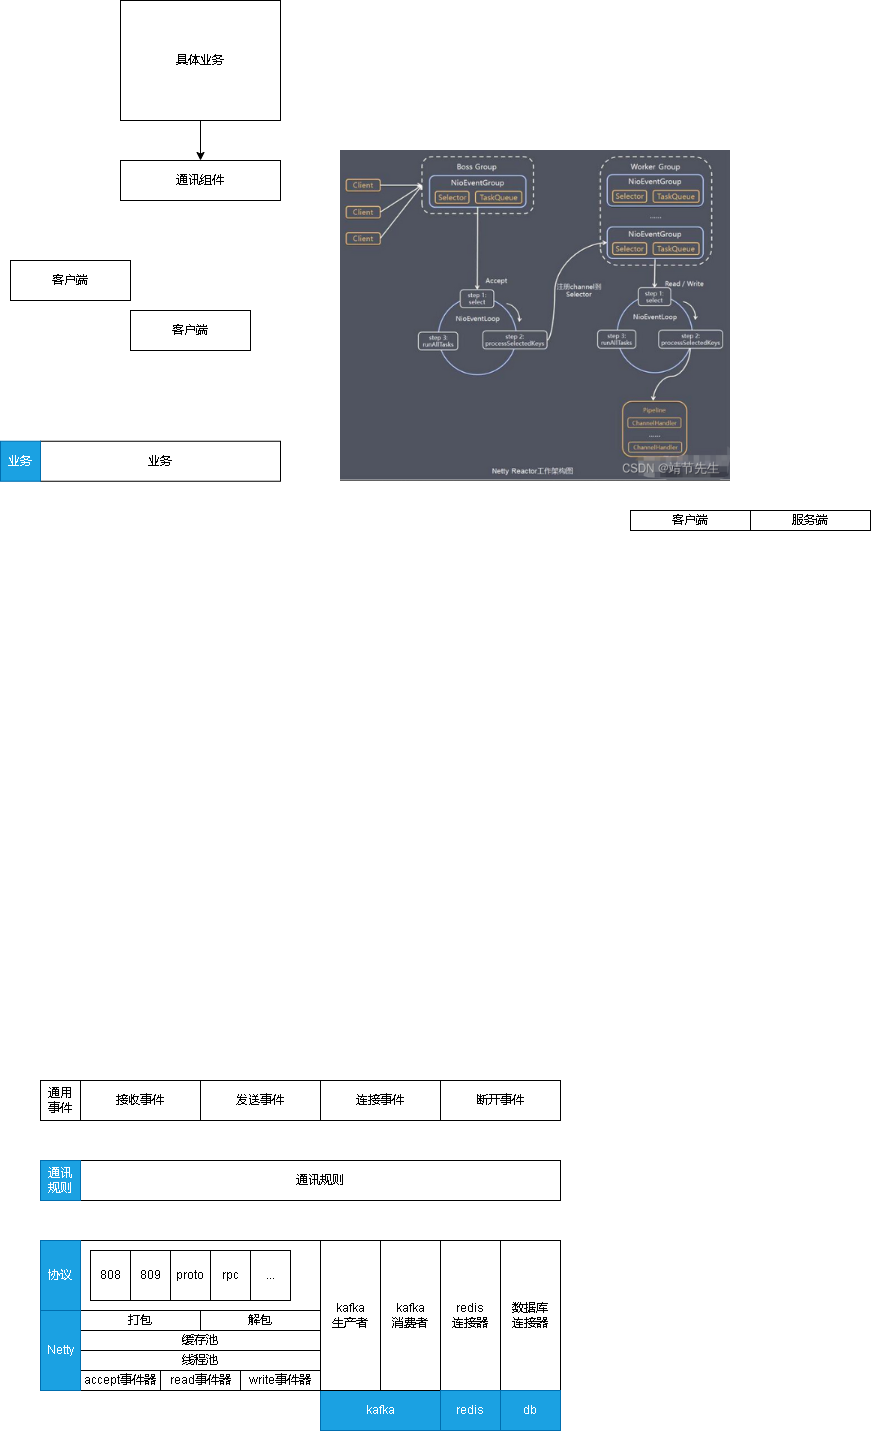 具体业务
通讯组件
客户端
客户端
业务
业务
Boss Group
NioEventGroup
Selector
TaskQueue
Client
Client
Client
Accept
step 1:
select
NioEventLoop
step 3:
runAllTasks
step 2:
processSelectedKeys
注册channel到
Selector
Worker Group
NioEventGroup
Selector
TaskQueue
......
NioEventGroup
Selector
TaskQueue
Read / Write
step 1:
select
NioEventLoop
step 3:
runAllTasks
step 2:
processSelectedKeys
Pipeline
ChannelHandler
......
ChannelHandler
Netty Reactor工作架构图
CSDN @靖节先生
客户端
服务端
通用
事件
接收事件
发送事件
连接事件
断开事件
通讯
规则
通讯规则
协议
808
809
proto
rpc
...
Netty
打包
解包
缓存池
线程池
accept事件器
read事件器
write事件器
kafka
生产者
kafka
消费者
redis
连接器
数据库
连接器
kafka
redis
db